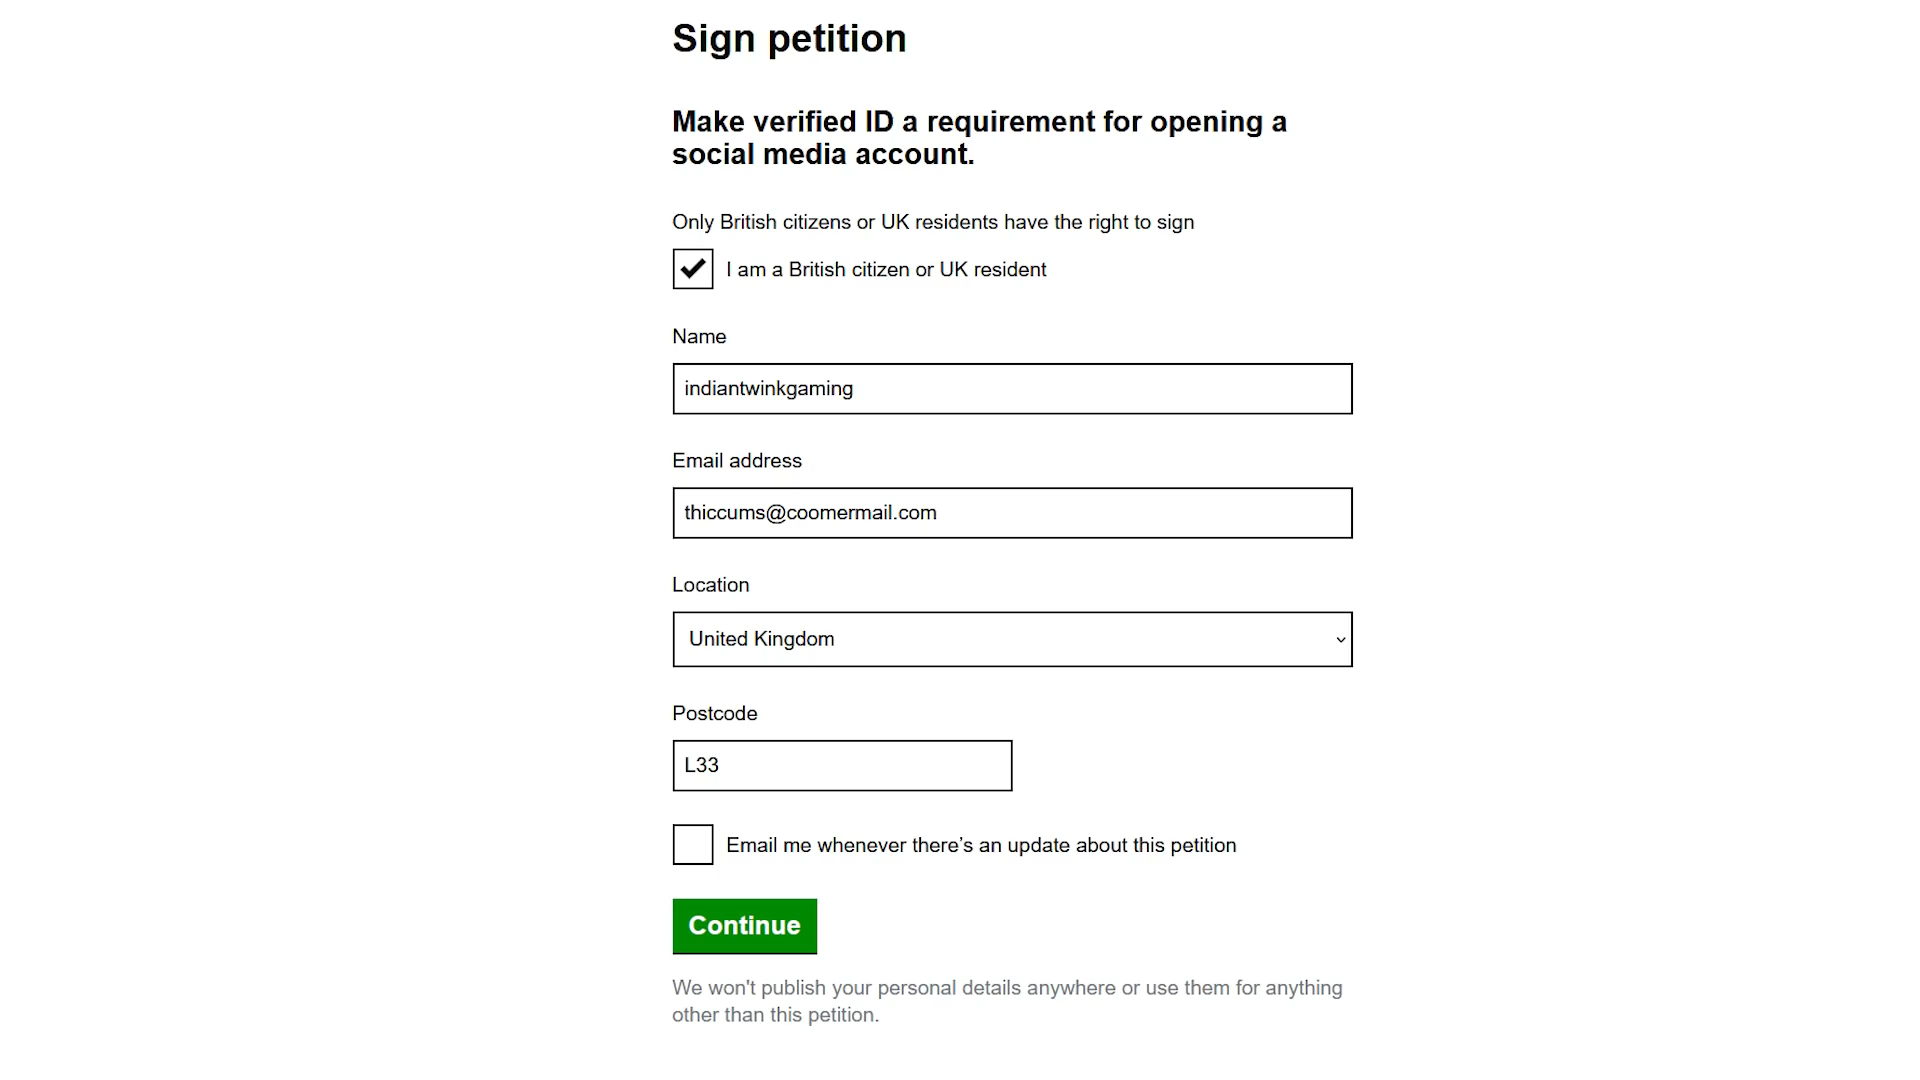 Sign petition
Make verified ID a requirement for opening a
social media account.
Only British citizens or UK residents have the right to sign
I am a British citizen or UK resident
Name
indiantwinkgaming
Email address
thiccums@coomermail.com
Location
United Kingdom
Postcode
L33
Email me whenever there’s an update about this petition
Continue
We won't publish your personal details anywhere or use them for anything
other than this petition.